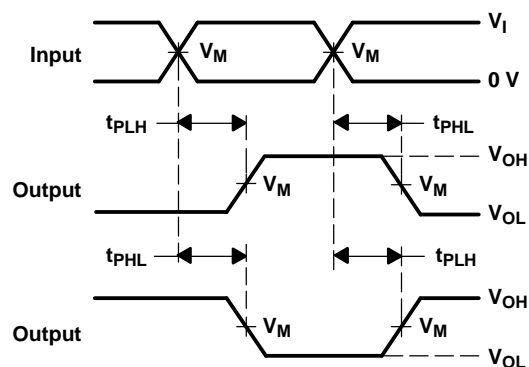 V_I
Input V_M V_M
0 V
t_PLH t_PHL
V_OH
Output V_M V_M
V_OL
t_PHL t_PLH
V_OH
V_M V_M
Output
V_OL